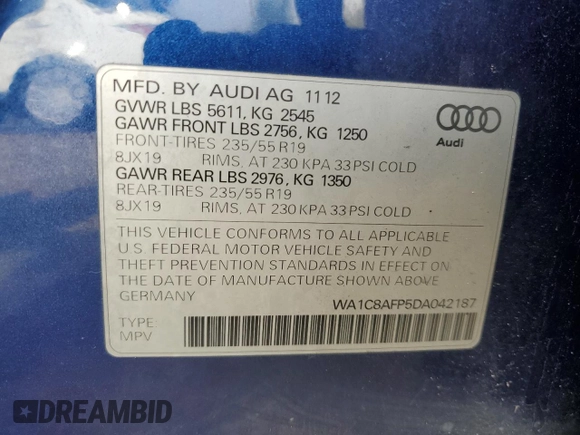 MFD. BY AUDI AG 11 12
GVWR LBS 5611, KG 2545
GAWR FRONT LBS 2756, KG 1250
FRONT-TIRES 235/55 R19
8JX19 RIMS, AT 230 KPA 33 PSI COLD
GAWR REAR LBS 2976, KG 1350
REAR-TIRES 235/55 R19
8JX19 RIMS, AT 230 KPA 33 PSI COLD
Audi
THIS VEHICLE CONFORMS TO ALL APPLICABLE
U.S. FEDERAL MOTOR VEHICLE SAFETY AND
THEFT PREVENTION STANDARDS IN EFFECT ON
THE DATE OF MANUFACTURE SHOWN ABOVE
GERMANY
WA1C8AFP5DA042187
TYPE:
MPV
DREAMBID